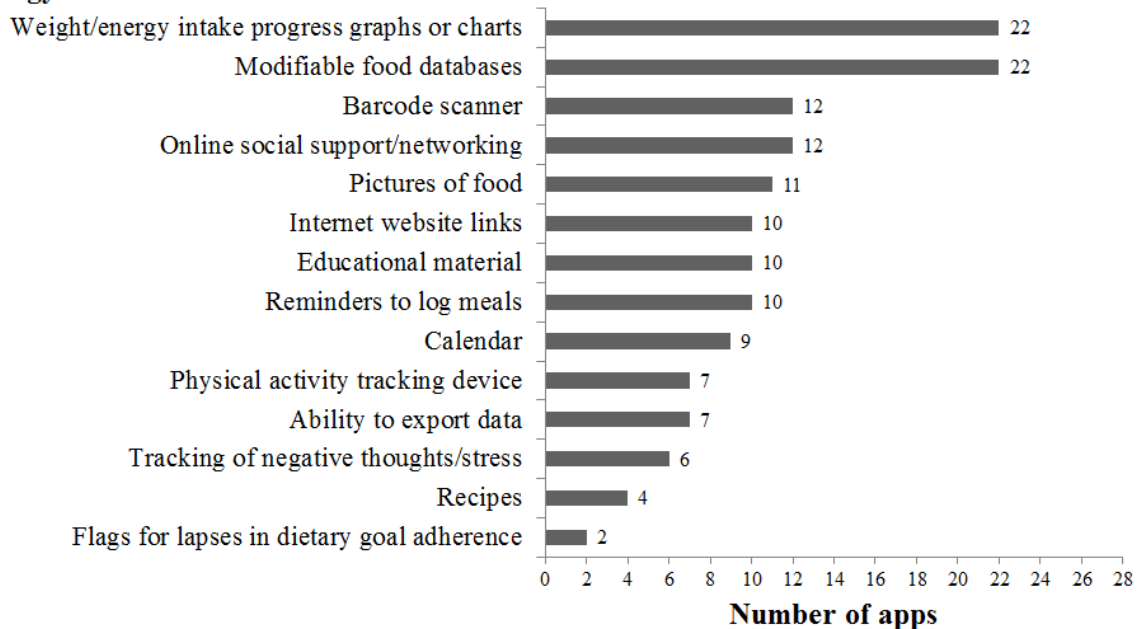 Weight/energy intake progress graphs or charts 22
Modifiable food databases 22
Barcode scanner 12
Online social support/networking 12
Pictures of food 11
Internet website links 10
Educational material 10
Reminders to log meals 10
Calendar 9
Physical activity tracking device 7
Ability to export data 7
Tracking of negative thoughts/stress 6
Recipes 4
Flags for lapses in dietary goal adherence 2
0 2 4 6 8 10 12 14 16 18 20 22 24 26 28
Number of apps